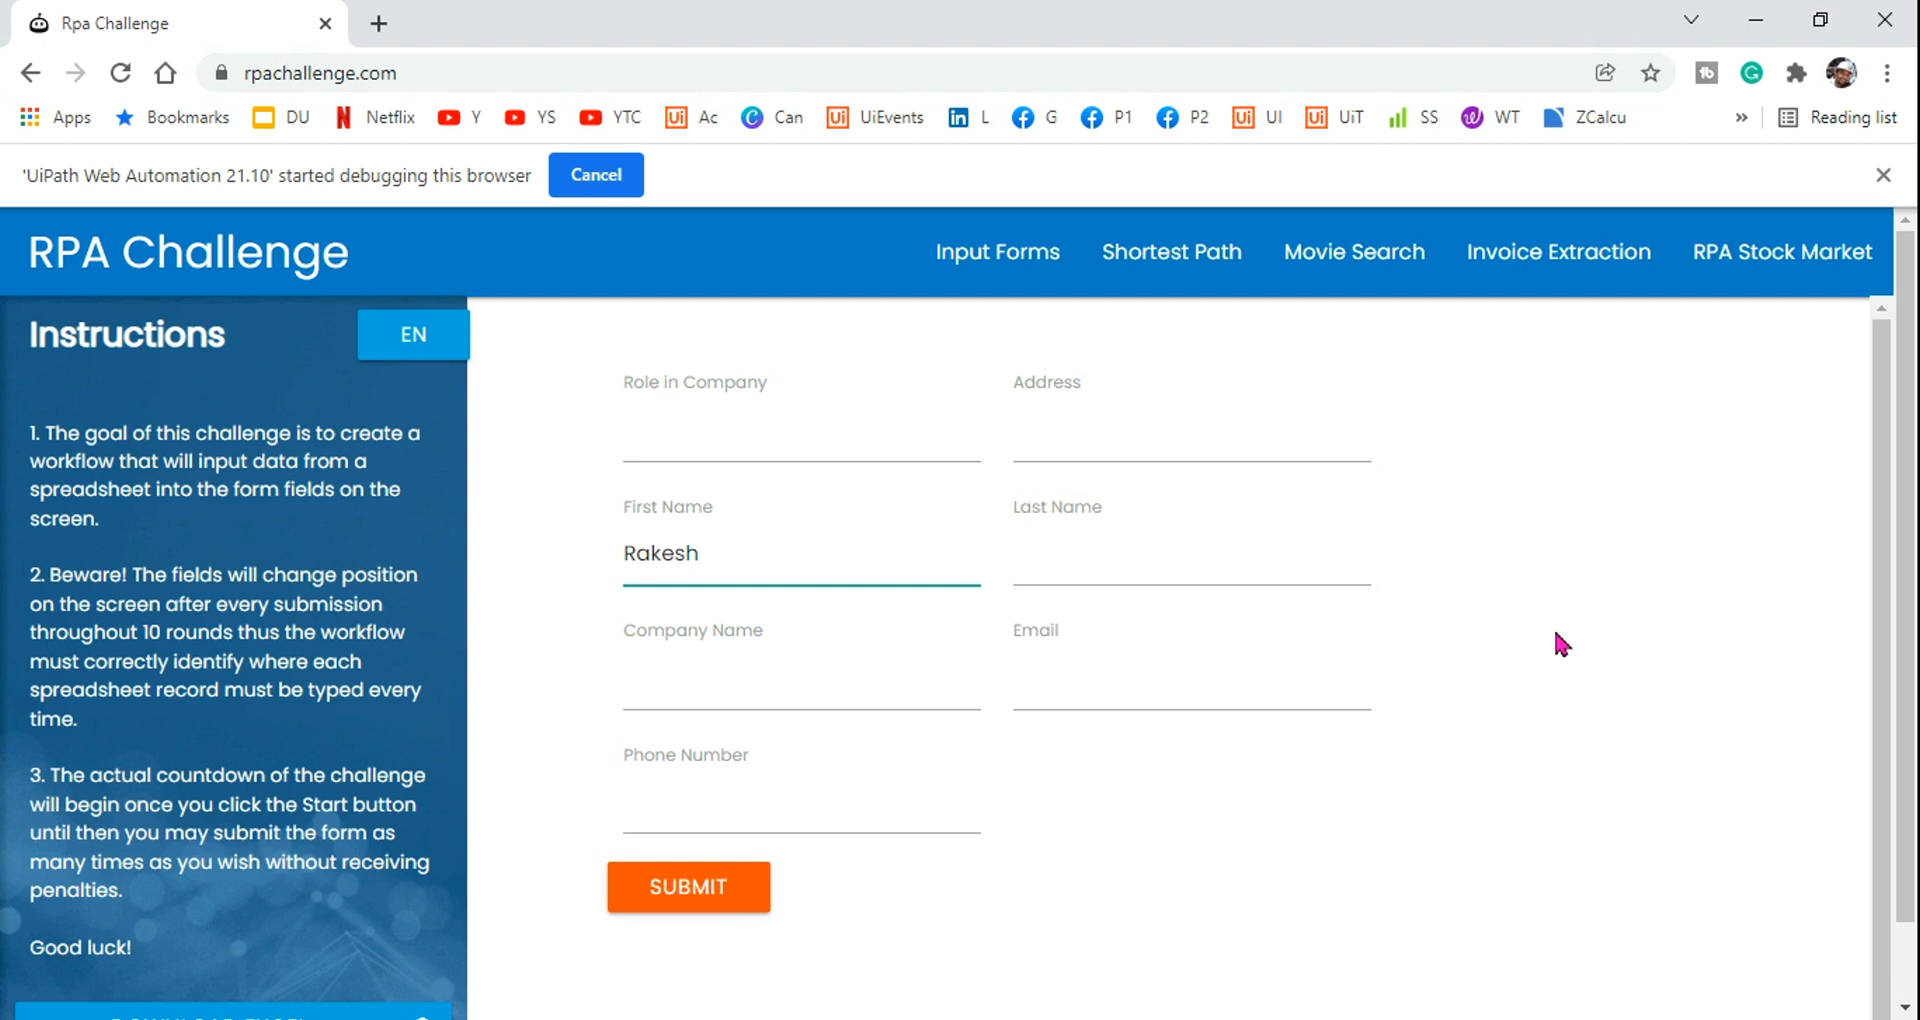 Rpa Challenge
rpachallenge.com
Apps Bookmarks DU Netflix Y YS YTC Ac Can UiEvents L G P1 P2 UI UiT SS WT ZCalcu » Reading list
'UiPath Web Automation 21.10' started debugging this browser Cancel
RPA Challenge Input Forms Shortest Path Movie Search Invoice Extraction RPA Stock Market
Instructions EN
1. The goal of this challenge is to create a
workflow that will input data from a
spreadsheet into the form fields on the
screen.
2. Beware! The fields will change position
on the screen after every submission
throughout 10 rounds thus the workflow
must correctly identify where each
spreadsheet record must be typed every
time.
3. The actual countdown of the challenge
will begin once you click the Start button
until then you may submit the form as
many times as you wish without receiving
penalties.
Good luck!
Role in Company Address
First Name Last Name
Rakesh
Company Name Email
Phone Number
SUBMIT